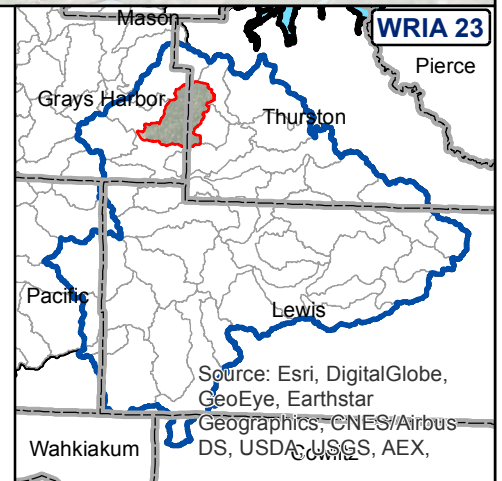 Mason
WRIA 23
Pierce
Grays Harbor
Thurston
Pacific
Lewis
Source: Esri, DigitalGlobe,
GeoEye, Earthstar
Geographics, CNES/Airbus
DS, USDA, USGS, AEX,
Wahkiakum
Cowlitz